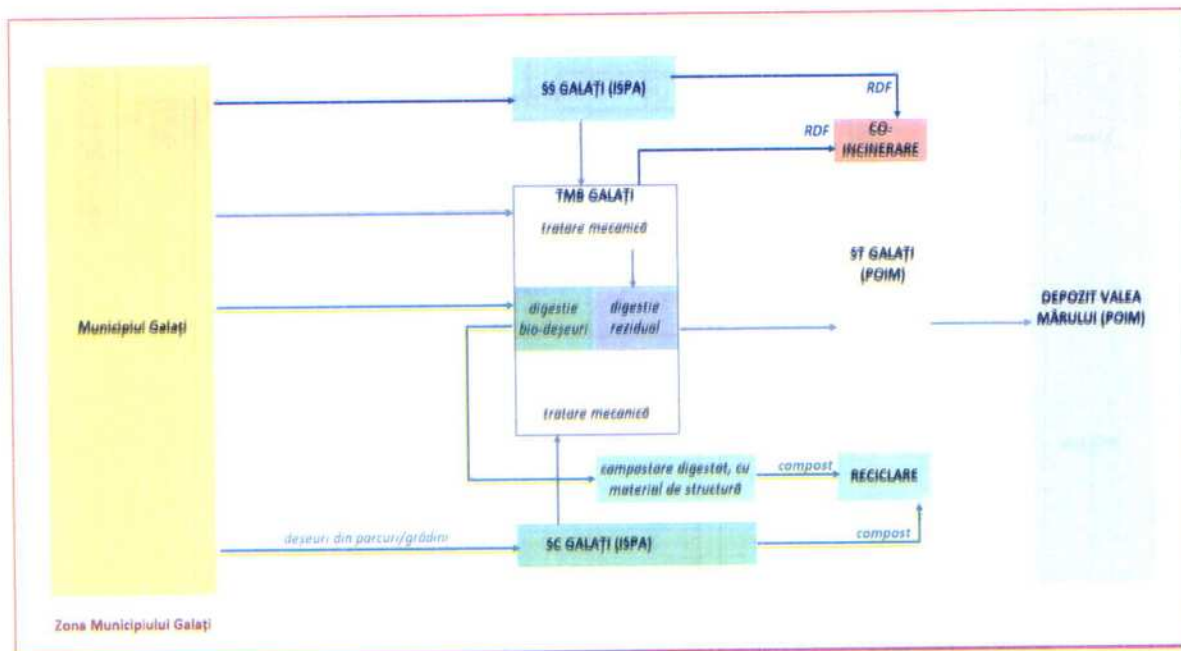 SS GALAȚI (ISPA)
RDF
RDF
CO-
INCINERARE
TMB GALAȚI
tratare mecanică
ST GALAȚI
(POIM)
Municipiul Galați
digestie
bio-deșeuri
digestie
rezidual
DEPOZIT VALEA
MĂRULUI (POIM)
tratare mecanică
compostare digestat, cu
material de structură
compost
RECICLARE
deșeuri din parcuri/grădini
SC GALAȚI (ISPA)
compost
Zona Municipiului Galați